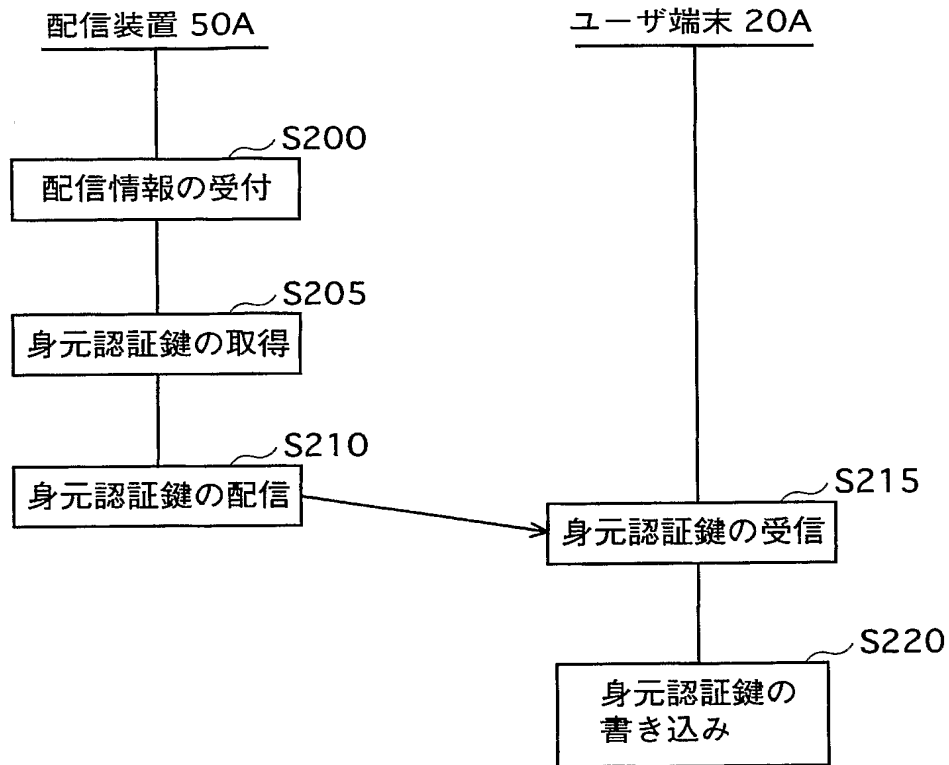 配信装置 50A
ユーザ端末 20A
S200
配信情報の受付
S205
身元認証鍵の取得
S210
身元認証鍵の配信
S215
身元認証鍵の受信
S220
身元認証鍵の
書き込み